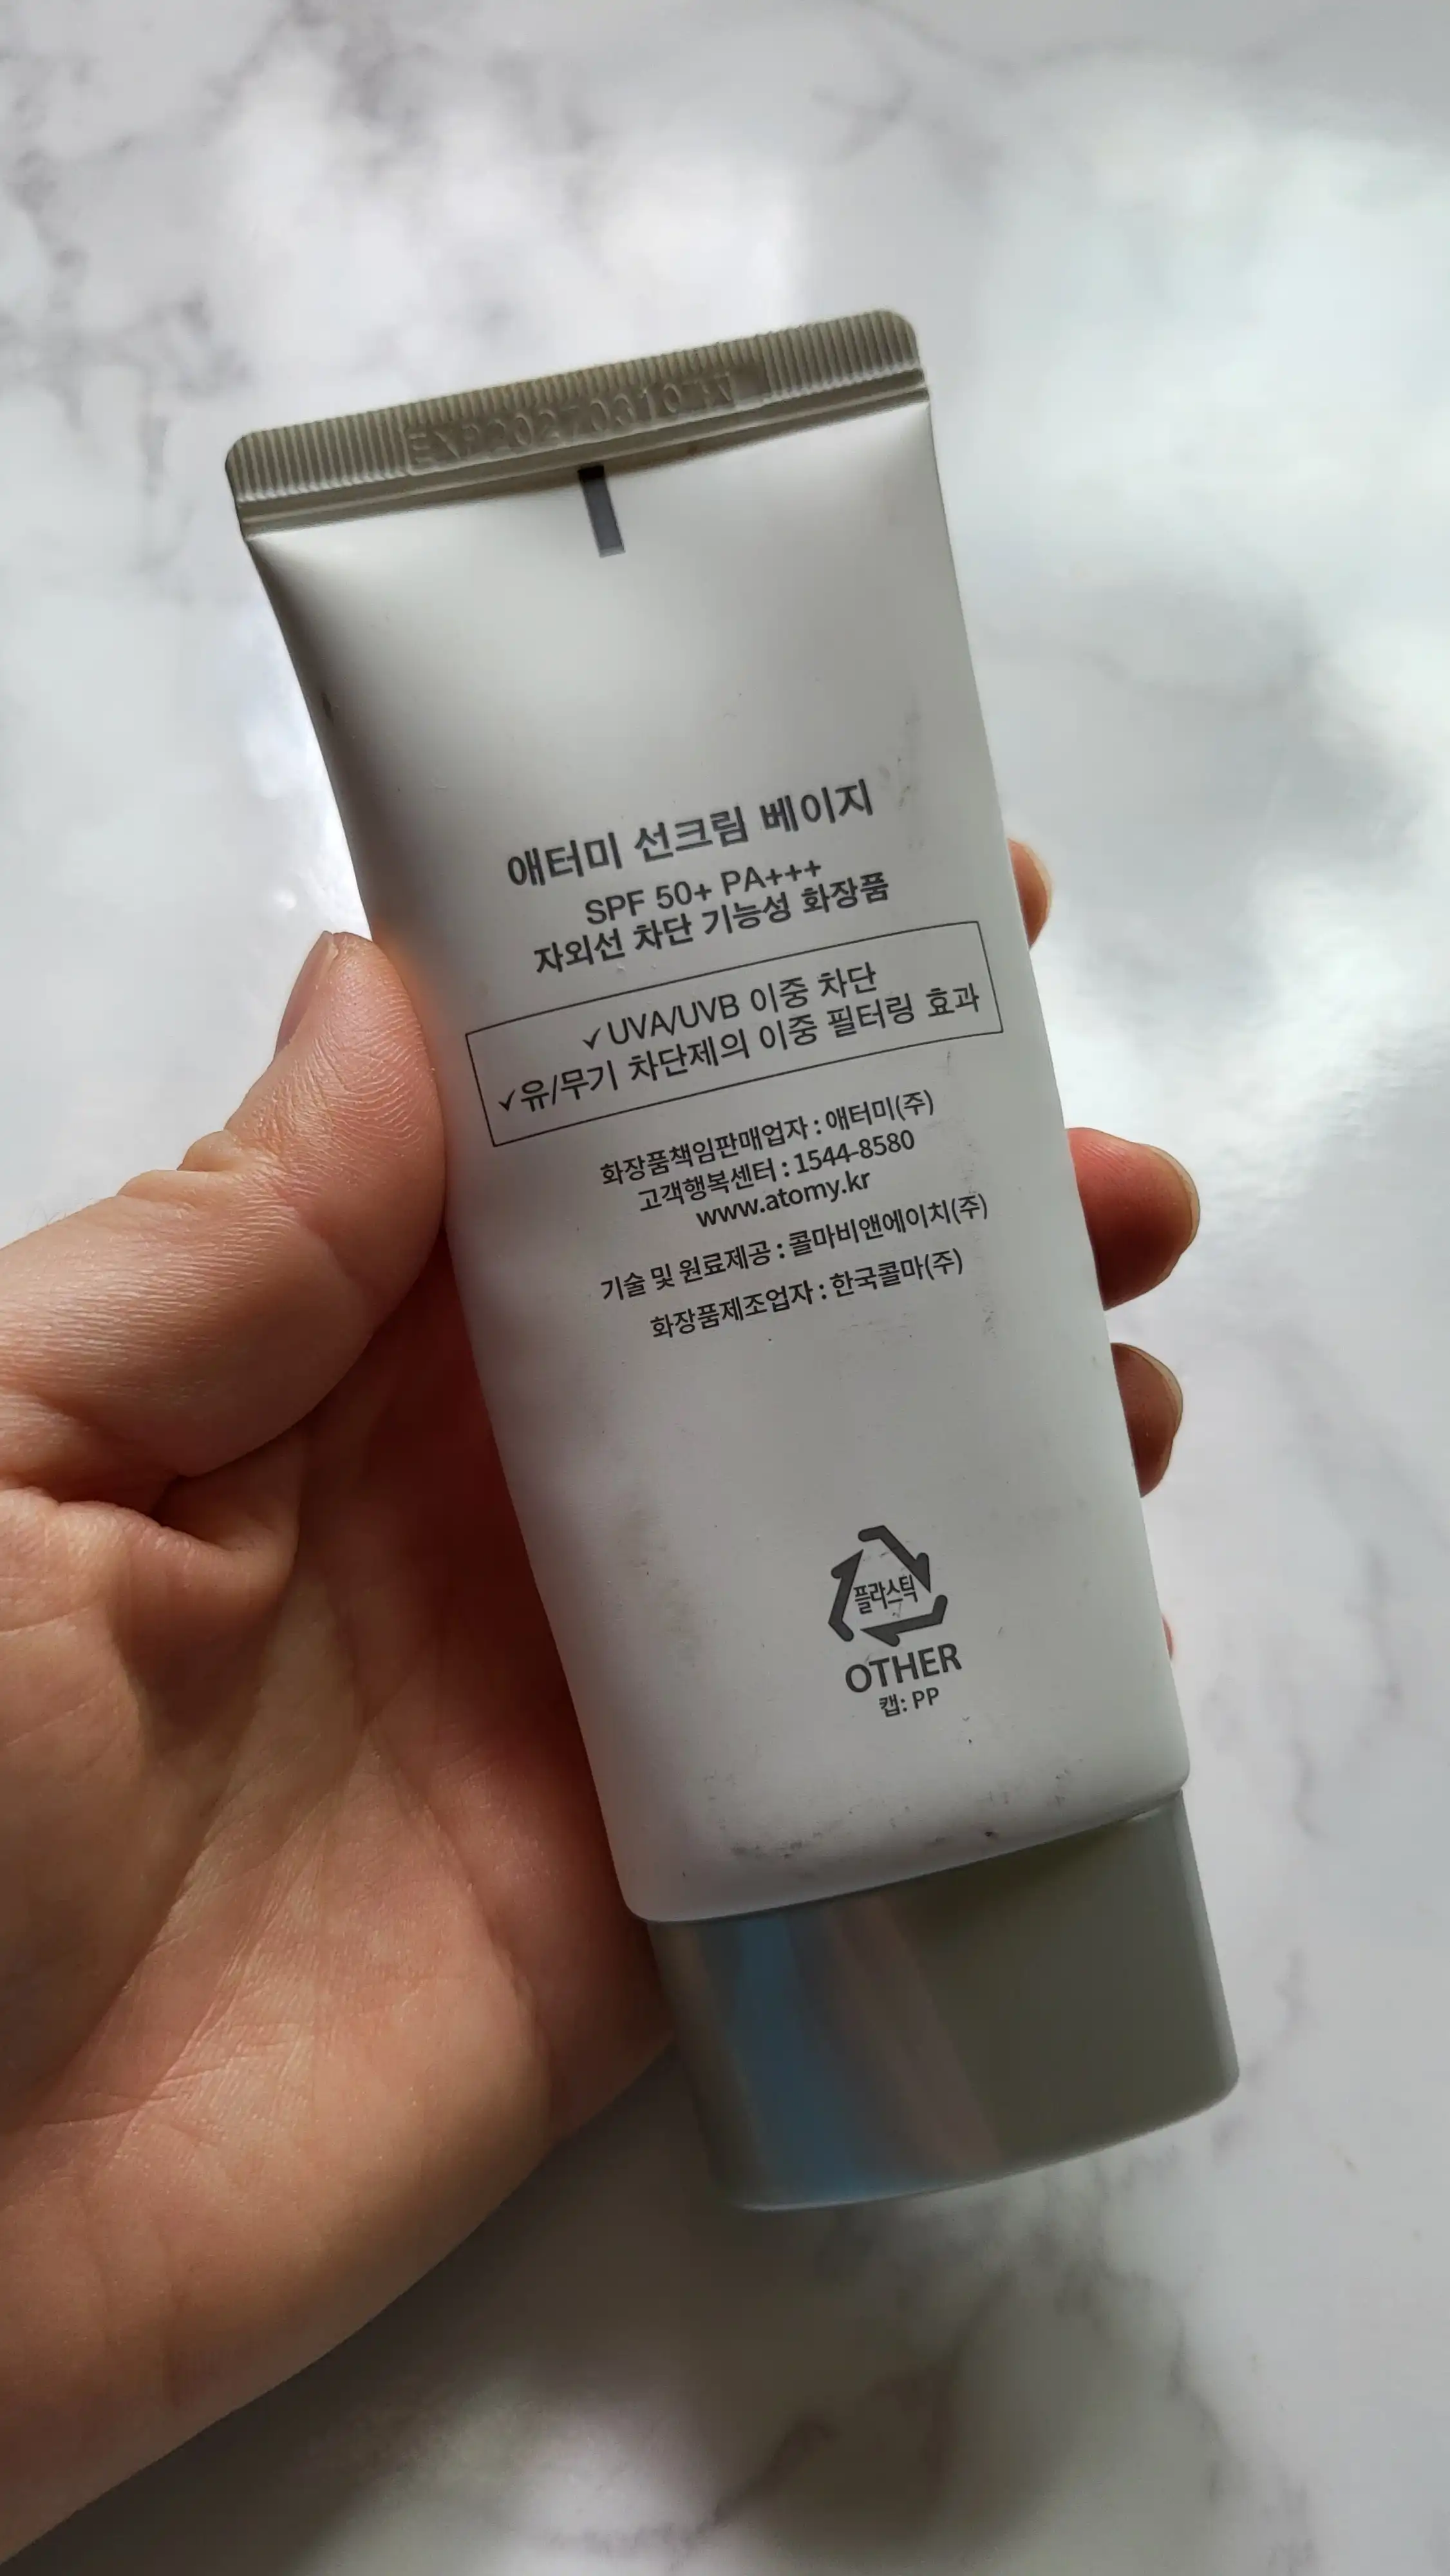 EXP20270310
애터미 선크림 베이지
SPF 50+ PA+++
자외선 차단 기능성 화장품
✓UVA/UVB 이중 차단
✓유/무기 차단제의 이중 필터링 효과
화장품책임판매업자 : 애터미(주)
고객행복센터 : 1544-8580
www.atomy.kr
기술 및 원료제공 : 콜마비앤에이치(주)
화장품제조업자 : 한국콜마(주)
플라스틱
OTHER
캡: PP